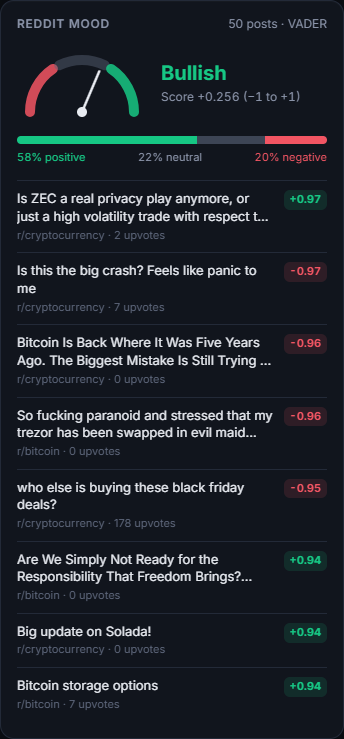 REDDIT MOOD 50 posts · VADER
Bullish
Score +0.256 (−1 to +1)
58% positive 22% neutral 20% negative
Is ZEC a real privacy play anymore, or +0.97
just a high volatility trade with respect t...
r/cryptocurrency · 2 upvotes
Is this the big crash? Feels like panic to -0.97
me
r/cryptocurrency · 7 upvotes
Bitcoin Is Back Where It Was Five Years -0.96
Ago. The Biggest Mistake Is Still Trying ...
r/cryptocurrency · 0 upvotes
So fucking paranoid and stressed that my -0.96
trezor has been swapped in evil maid...
r/bitcoin · 0 upvotes
who else is buying these black friday -0.95
deals?
r/cryptocurrency · 178 upvotes
Are We Simply Not Ready for the +0.94
Responsibility That Freedom Brings?...
r/bitcoin · 0 upvotes
Big update on Solada! +0.94
r/cryptocurrency · 0 upvotes
Bitcoin storage options +0.94
r/bitcoin · 7 upvotes